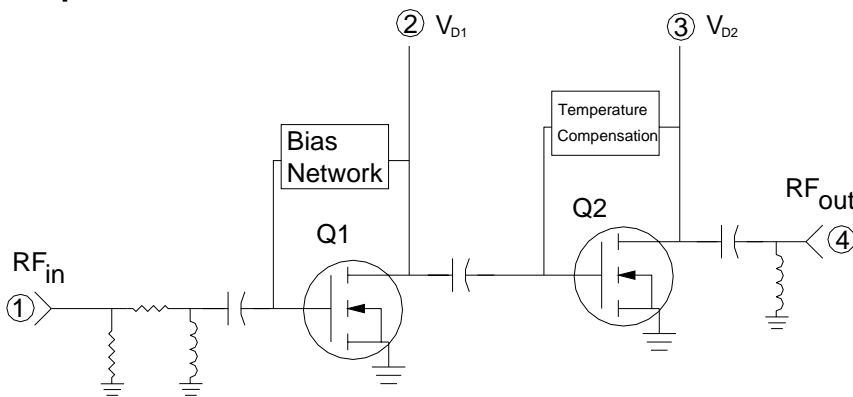 ② V_D1
③ V_D2
Bias
Network
Temperature
Compensation
Q1
Q2
RF_in
①
RF_out
④